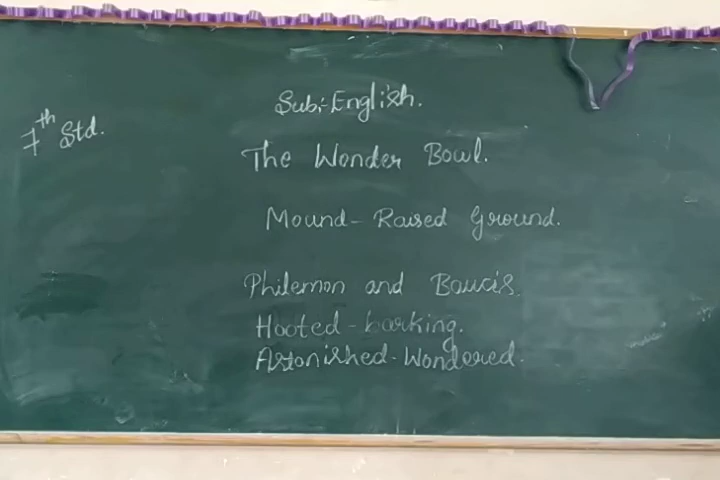 Sub:- English.
7th Std.
The Wonder Bowl.
Mound - Raised Ground.
Philemon and Baucis.
Hooted - barking.
Astonished - Wondered.